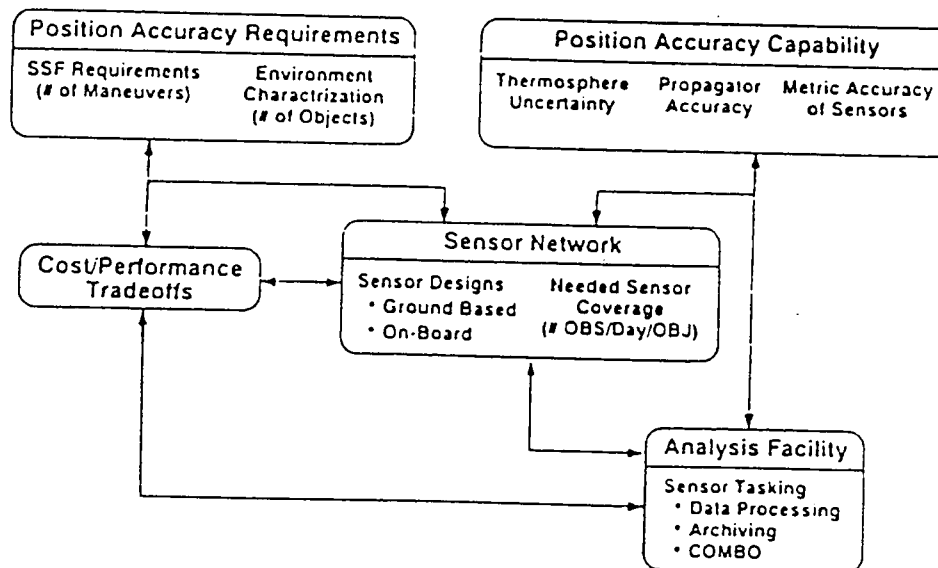 Position Accuracy Requirements
SSF Requirements
(# of Maneuvers)
Environment
Charactrization
(# of Objects)
Position Accuracy Capability
Thermosphere
Uncertainty
Propagator
Accuracy
Metric Accuracy
of Sensors
Cost/Performance
Tradeoffs
Sensor Network
Sensor Designs
• Ground Based
• On-Board
Needed Sensor
Coverage
(# OBS/Day/OBJ)
Analysis Facility
Sensor Tasking
• Data Processing
• Archiving
• COMBO